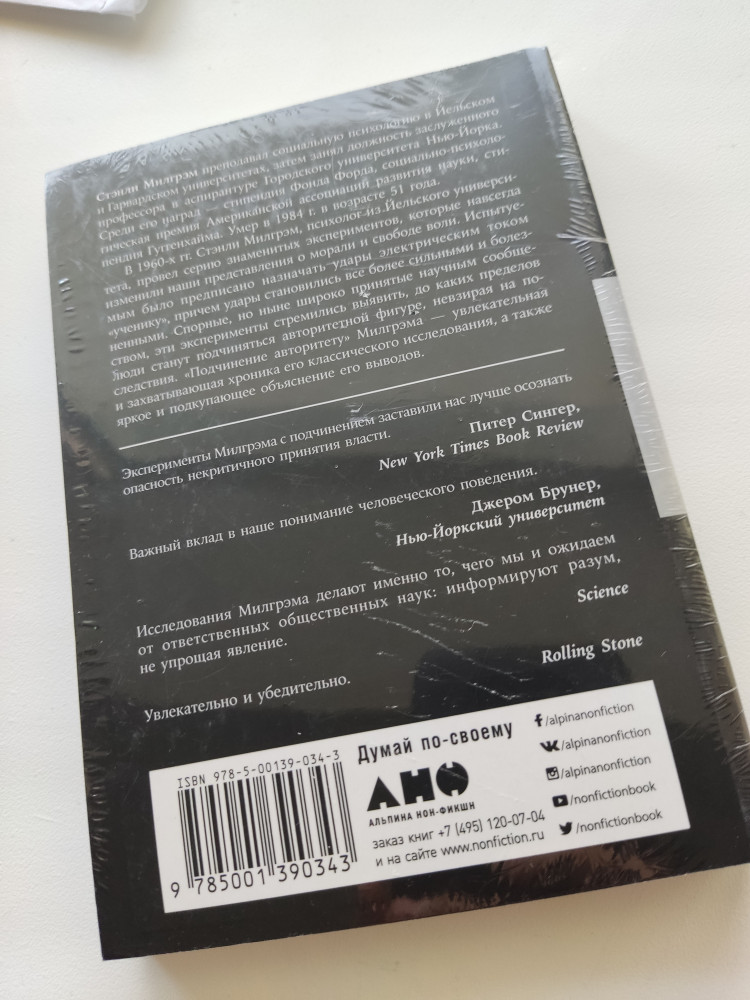 Стэнли Милгрэм преподавал социальную психологию в Йельском
и Гарвардском университетах, затем занял должность заслуженного
профессора в аспирантуре Городского университета Нью-Йорка.
Среди его наград — стипендия Фонда Форда, социально-психоло-
гическая премия Американской ассоциаций развития науки, сти-
пендия Гуггенхайма. Умер в 1984 г. в возрасте 51 года.
В 1960-х гг. Стэнли Милгрэм, психолог из Йельского универси-
тета, провел серию знаменитых экспериментов, которые навсегда
изменили наши представления о морали и свободе воли. Испытуе-
мым было предписано назначать удары электрическим током
«ученику», причем удары становились все более сильными и болез-
ненными. Спорные, но ныне широко принятые научным сообще-
ством, эти эксперименты стремились выявить, до каких пределов
люди станут подчиняться авторитетной фигуре, невзирая на по-
следствия. «Подчинение авторитету» Милгрэма — увлекательная
и захватывающая хроника его классического исследования, а также
яркое и подкупающее объяснение его выводов.
Эксперименты Милгрэма с подчинением заставили нас лучше осознать
опасность некритичного принятия власти.
Питер Сингер,
New York Times Book Review
Важный вклад в наше понимание человеческого поведения.
Джером Брунер,
Нью-Йоркский университет
Исследования Милгрэма делают именно то, чего мы и ожидаем
от ответственных общественных наук: информируют разум,
не упрощая явление.
Science
Увлекательно и убедительно.
Rolling Stone
ISBN 978-5-00139-034-3
9 785001 390343
Думай по-своему
АНФ
АЛЬПИНА НОН-ФИКШН
заказ книг +7 (495) 120-07-04
и на сайте www.nonfiction.ru
/alpinanonfiction
/alpinanonfiction
/alpinanonfiction
/nonfictionbook
/nonfictionbook